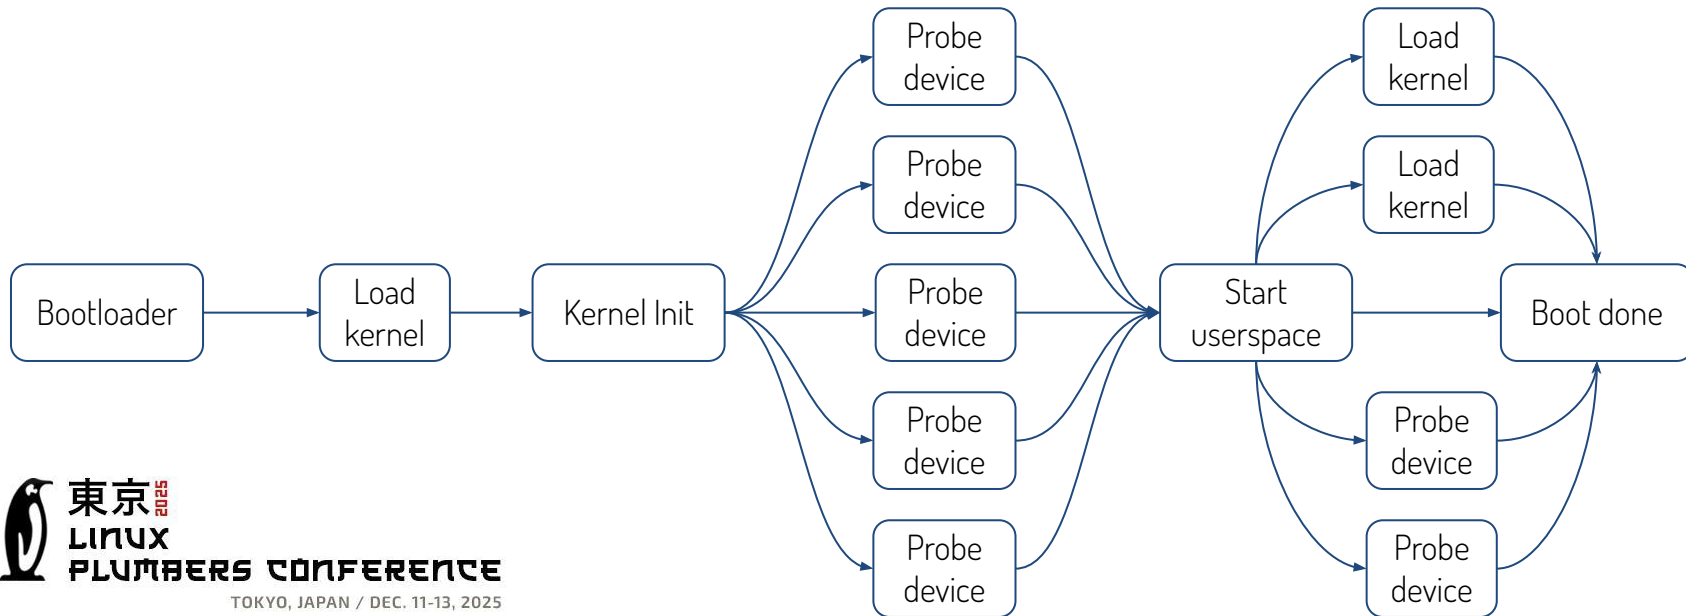 Bootloader
Load
kernel
Kernel Init
Probe
device
Probe
device
Probe
device
Probe
device
Probe
device
Start
userspace
Load
kernel
Load
kernel
Probe
device
Probe
device
Boot done
東京 2025
LINUX
PLUMBERS CONFERENCE
TOKYO, JAPAN / DEC. 11-13, 2025